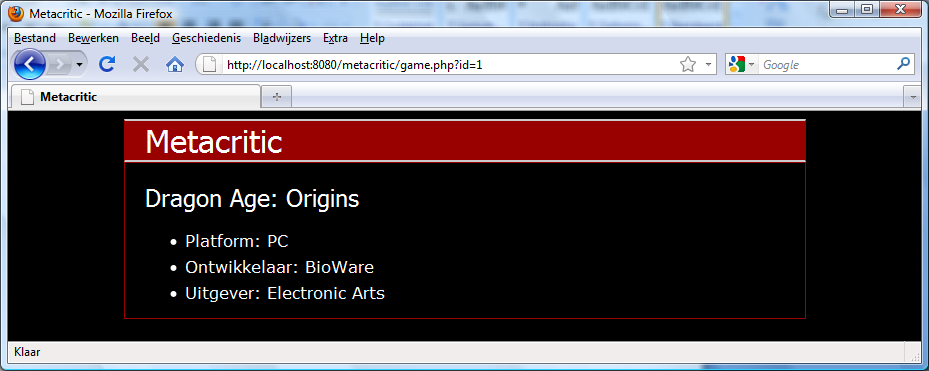 Metacritic - Mozilla Firefox
Bestand Bewerken Beeld Geschiedenis Bladwijzers Extra Help
http://localhost:8080/metacritic/game.php?id=1 Google
Metacritic
Metacritic
Dragon Age: Origins
• Platform: PC
• Ontwikkelaar: BioWare
• Uitgever: Electronic Arts
Klaar